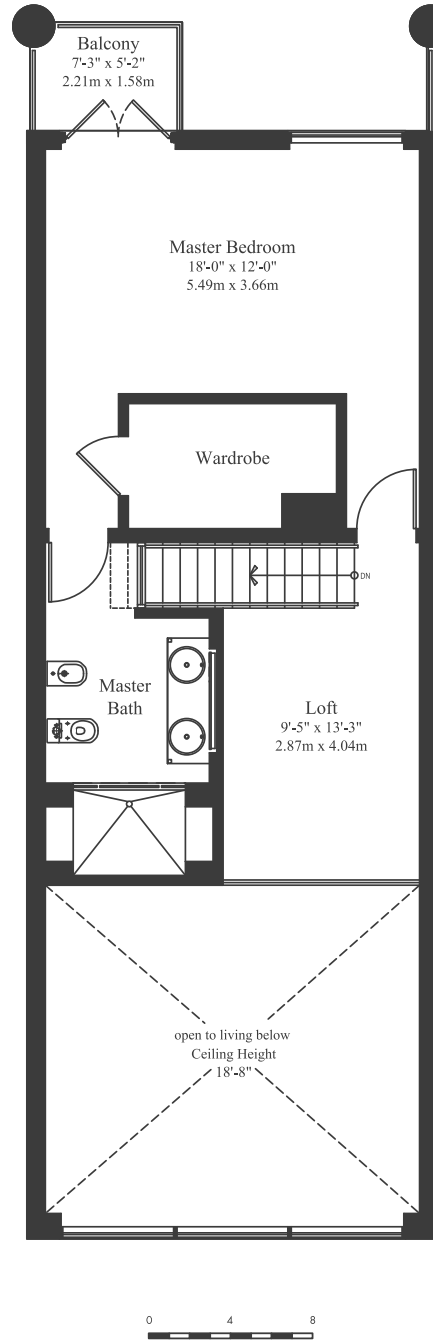 Balcony
7'-3" x 5'-2"
2.21m x 1.58m
Master Bedroom
18'-0" x 12'-0"
5.49m x 3.66m
Wardrobe
DN
Master
Bath
Loft
9'-5" x 13'-3"
2.87m x 4.04m
open to living below
Ceiling Height
18'-8"
0 4 8